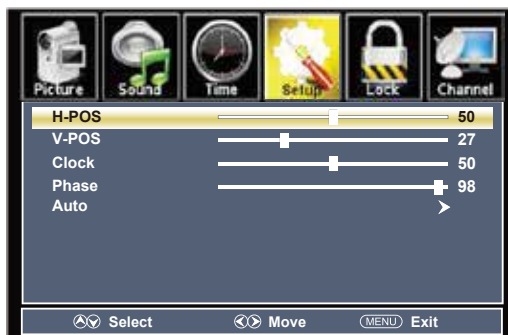 Picture Sound Time Setup Lock Channel
H-POS 50
V-POS 27
Clock 50
Phase 98
Auto
Select Move MENU Exit